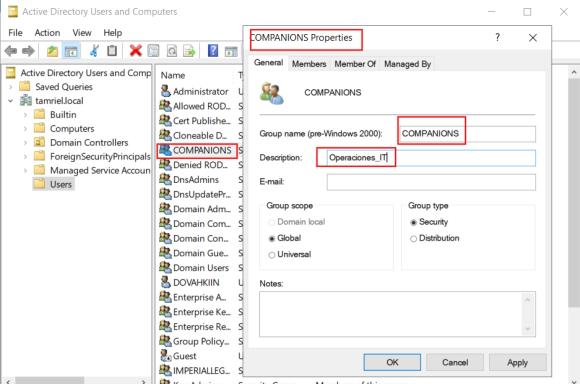 Active Directory Users and Computers
File Action View Help
Active Directory Users and Comp
Saved Queries
tamriel.local
Builtin
Computers
Domain Controllers
ForeignSecurityPrincipals
Managed Service Accoun
Users
Name
Administrator
Allowed ROD...
Cert Publishe...
Cloneable D...
COMPANIONS
Denied ROD...
DnsAdmins
DnsUpdatePr...
Domain Adm...
Domain Com...
Domain Con...
Domain Gue...
Domain Users
DOVAHKIIN
Enterprise A...
Enterprise Ke...
Enterprise Re...
Group Policy...
Guest
IMPERIALLEG...
COMPANIONS Properties
General Members Member Of Managed By
COMPANIONS
Group name (pre-Windows 2000): COMPANIONS
Description: Operaciones_IT
E-mail:
Group scope
Domain local
Global
Universal
Group type
Security
Distribution
Notes:
OK Cancel Apply